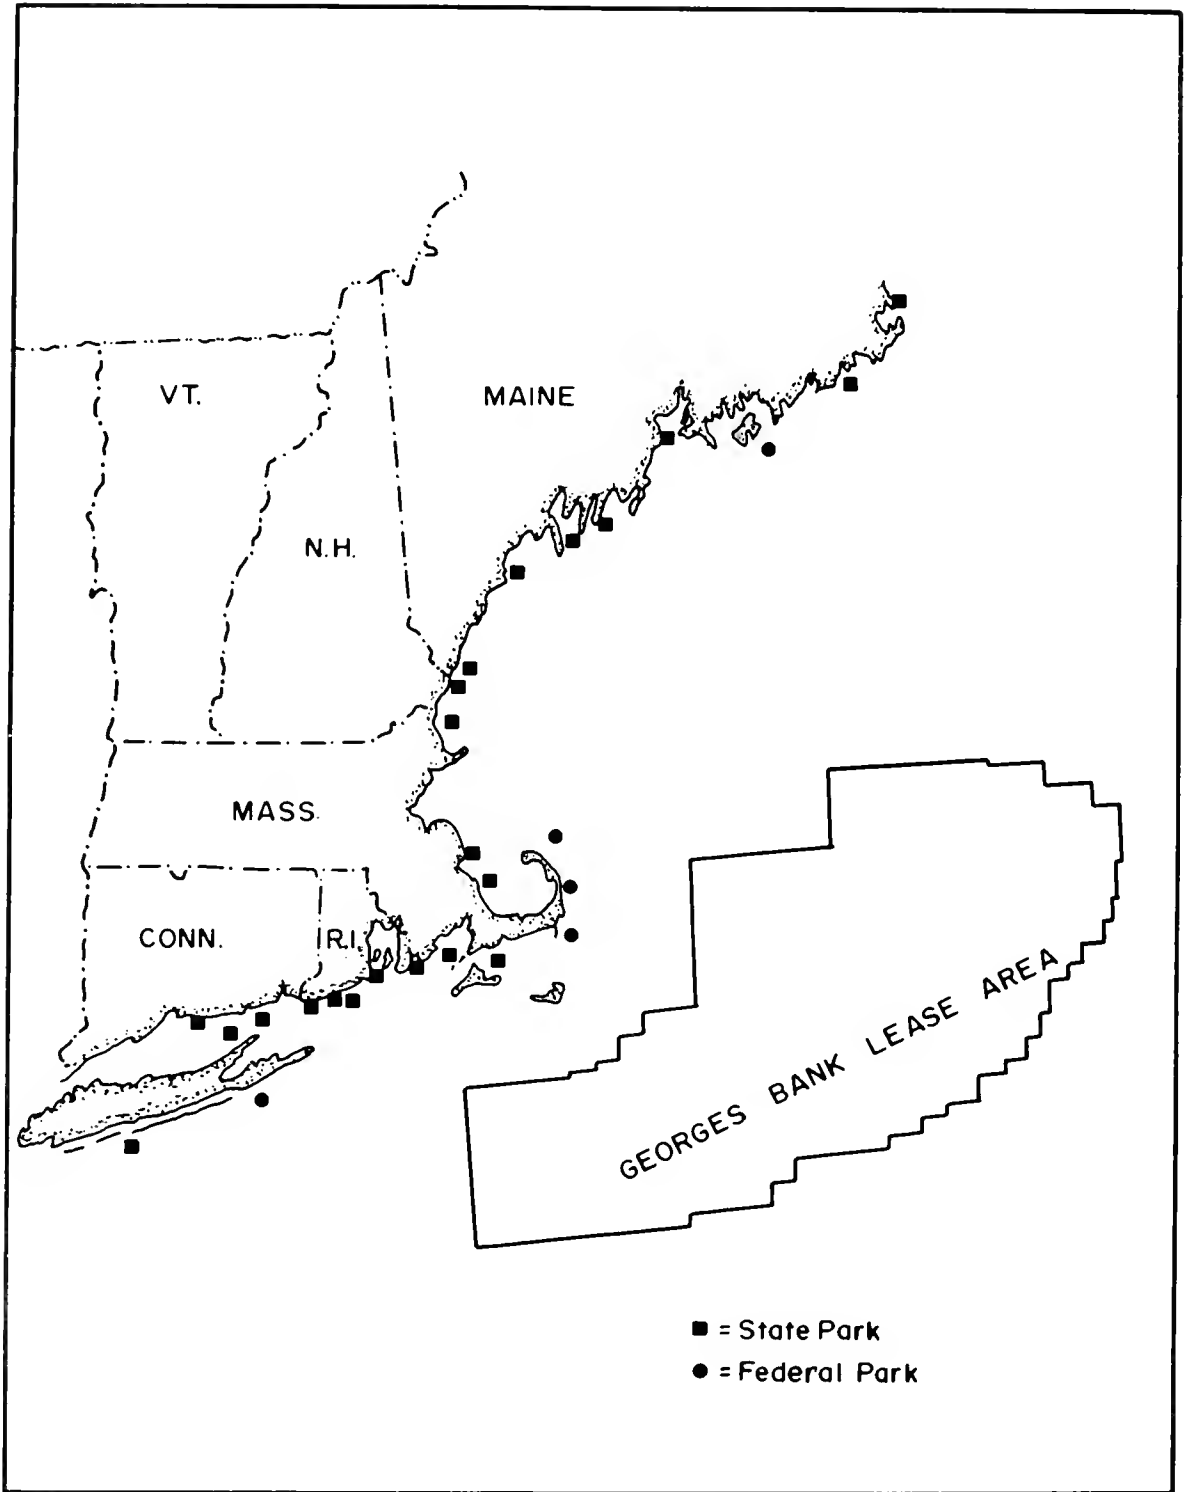 VT.
MAINE
N.H.
MASS.
CONN.
R.I.
GEORGES BANK LEASE AREA
■ = State Park
● = Federal Park